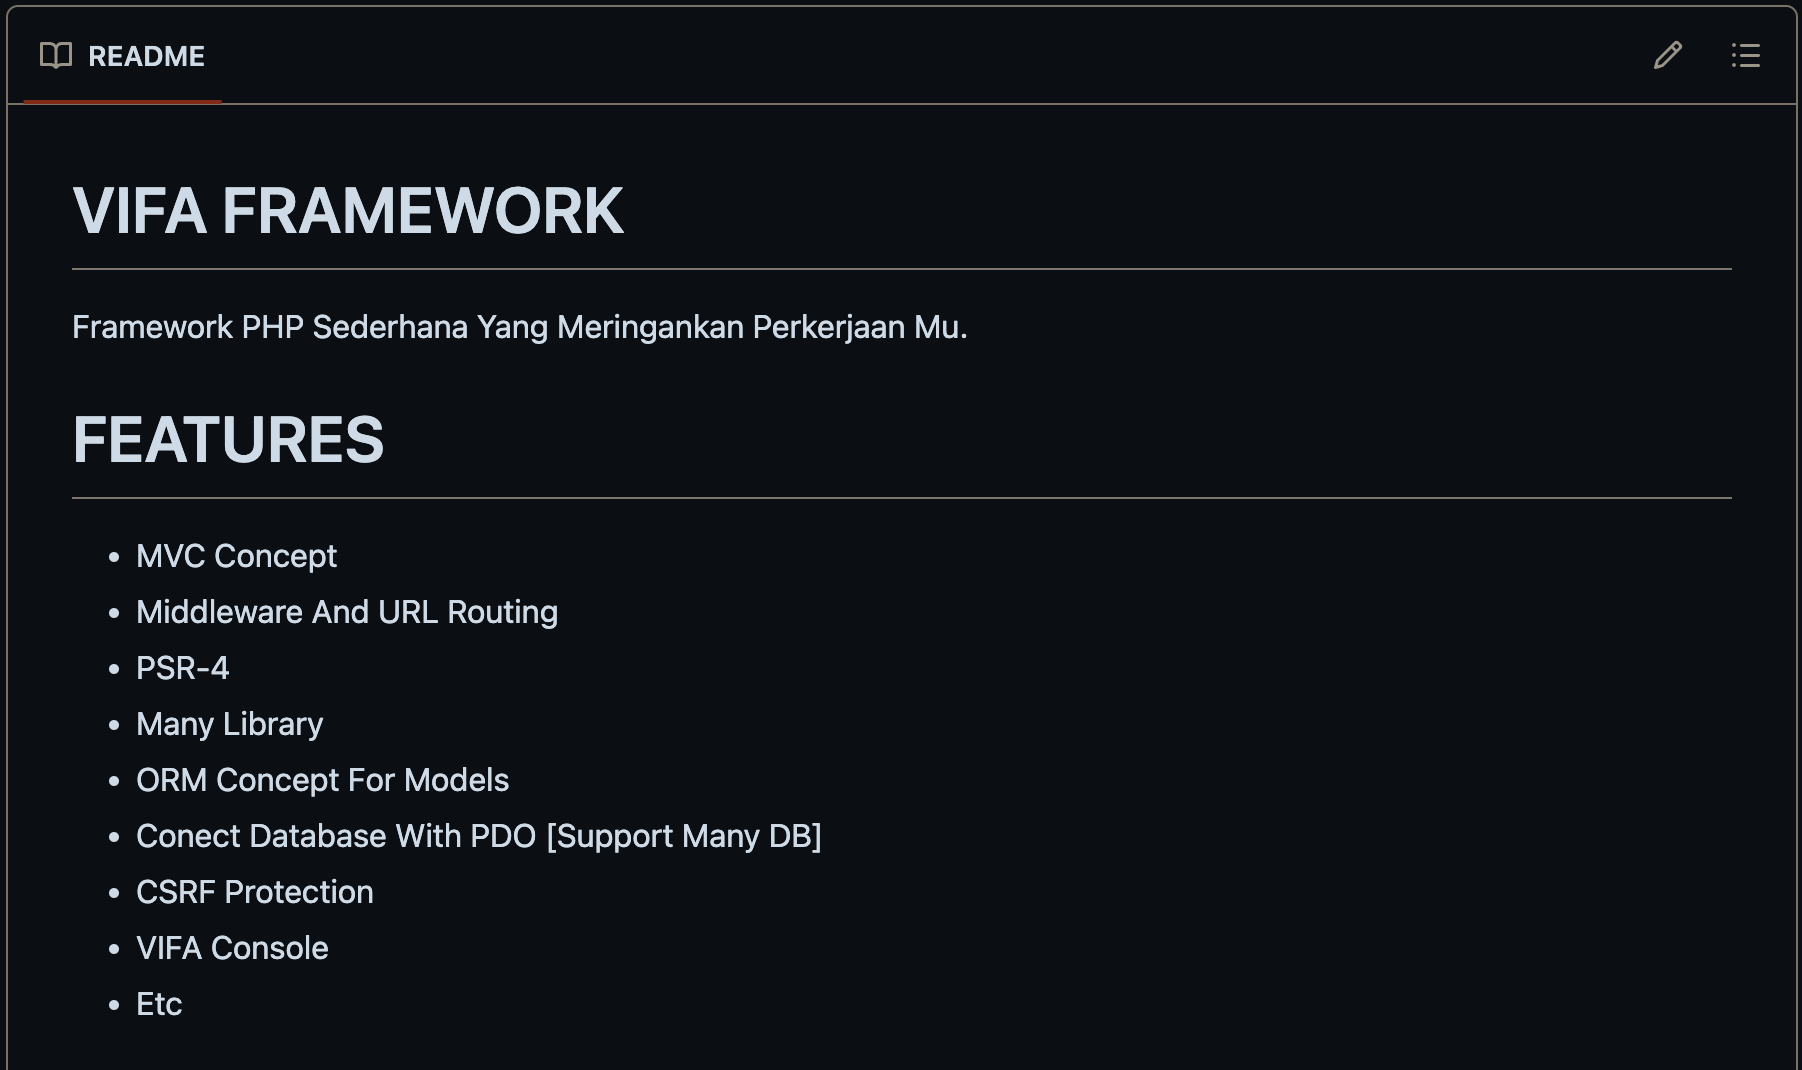 README
VIFA FRAMEWORK
Framework PHP Sederhana Yang Meringankan Perkerjaan Mu.
FEATURES
MVC Concept
Middleware And URL Routing
PSR-4
Many Library
ORM Concept For Models
Conect Database With PDO [Support Many DB]
CSRF Protection
VIFA Console
Etc